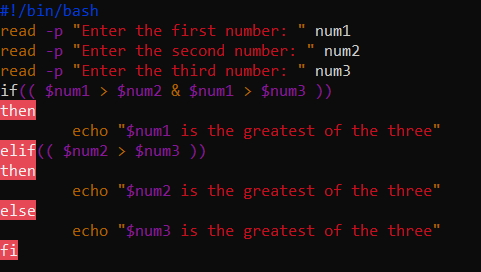 #!/bin/bash
read -p "Enter the first number: " num1
read -p "Enter the second number: " num2
read -p "Enter the third number: " num3
if(( $num1 > $num2 & $num1 > $num3 ))
then
        echo "$num1 is the greatest of the three"
elif(( $num2 > $num3 ))
then
        echo "$num2 is the greatest of the three"
else
        echo "$num3 is the greatest of the three"
fi